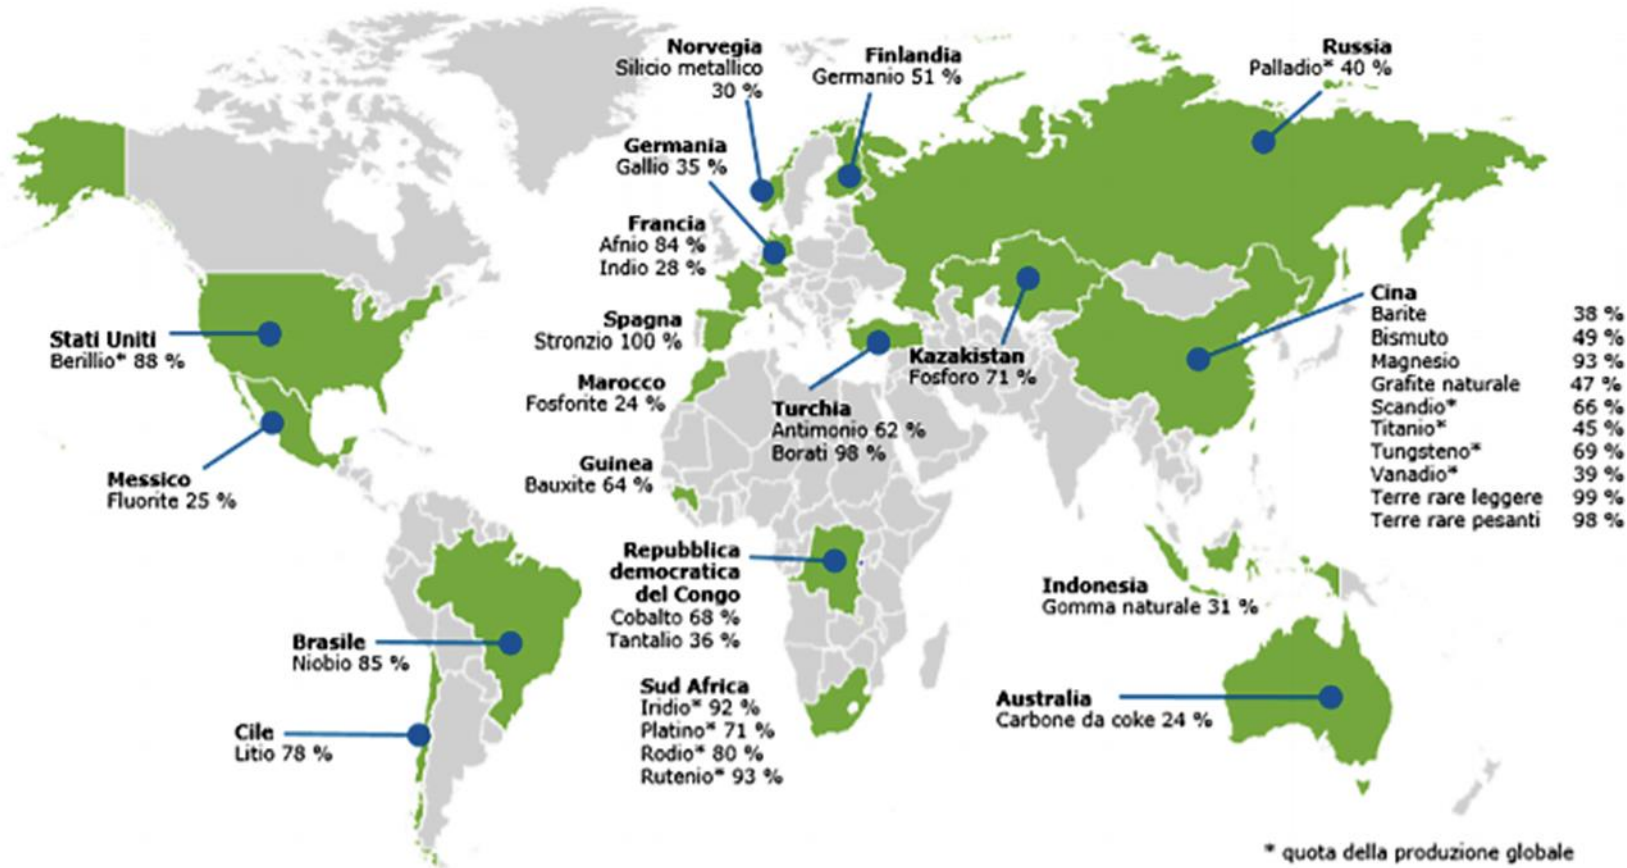 Norvegia
Silicio metallico
30 %
Finlandia
Germanio 51 %
Russia
Palladio* 40 %
Germania
Gallio 35 %
Francia
Afnio 84 %
Indio 28 %
Spagna
Stronzio 100 %
Marocco
Fosforite 24 %
Stati Uniti
Berillio* 88 %
Messico
Fluorite 25 %
Kazakistan
Fosforo 71 %
Turchia
Antimonio 62 %
Borati 98 %
Cina
Barite 38 %
Bismuto 49 %
Magnesio 93 %
Grafite naturale 47 %
Scandio* 66 %
Titanio* 45 %
Tungsteno* 69 %
Vanadio* 39 %
Terre rare leggere 99 %
Terre rare pesanti 98 %
Guinea
Bauxite 64 %
Repubblica
democratica
del Congo
Cobalto 68 %
Tantalio 36 %
Indonesia
Gomma naturale 31 %
Brasile
Niobio 85 %
Sud Africa
Iridio* 92 %
Platino* 71 %
Rodio* 80 %
Rutenio* 93 %
Australia
Carbone da coke 24 %
Cile
Litio 78 %
* quota della produzione globale